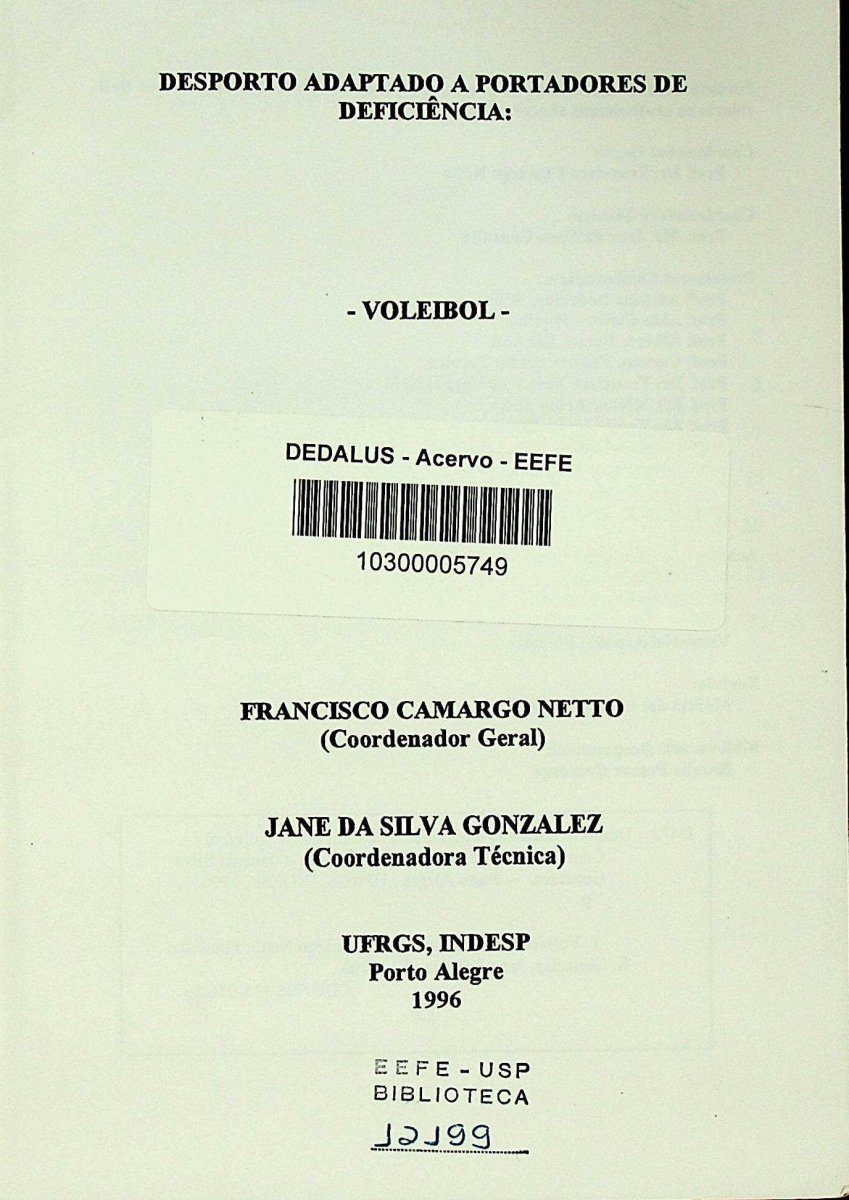 DESPORTO ADAPTADO A PORTADORES DE
DEFICIÊNCIA:
- VOLEIBOL -
DEDALUS - Acervo - EEFE
10300005749
FRANCISCO CAMARGO NETTO
(Coordenador Geral)
JANE DA SILVA GONZALEZ
(Coordenadora Técnica)
UFRGS, INDESP
Porto Alegre
1996
EEFE - USP
BIBLIOTECA
12199